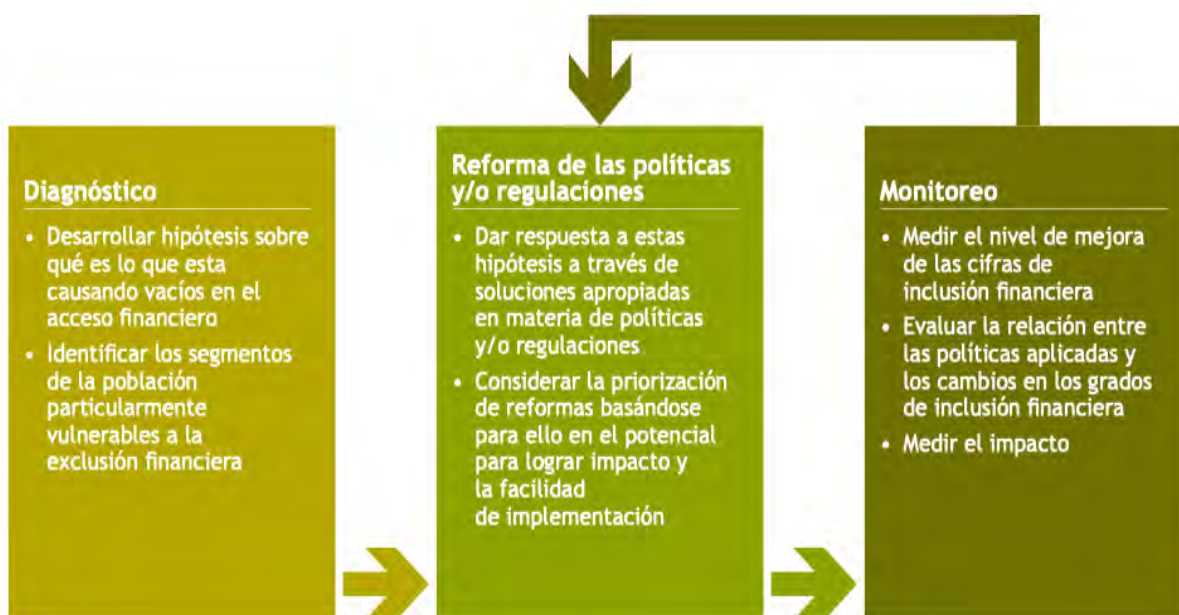 Diagnóstico
• Desarrollar hipótesis sobre
qué es lo que esta
causando vacíos en el
acceso financiero
• Identificar los segmentos
de la población
particularmente
vulnerables a la
exclusión financiera
Reforma de las políticas
y/o regulaciones
• Dar respuesta a estas
hipótesis a través de
soluciones apropiadas
en materia de políticas
y/o regulaciones
• Considerar la priorización
de reformas basándose
para ello en el potencial
para lograr impacto y
la facilidad
de implementación
Monitoreo
• Medir el nivel de mejora
de las cifras de
inclusión financiera
• Evaluar la relación entre
las políticas aplicadas y
los cambios en los grados
de inclusión financiera
• Medir el impacto